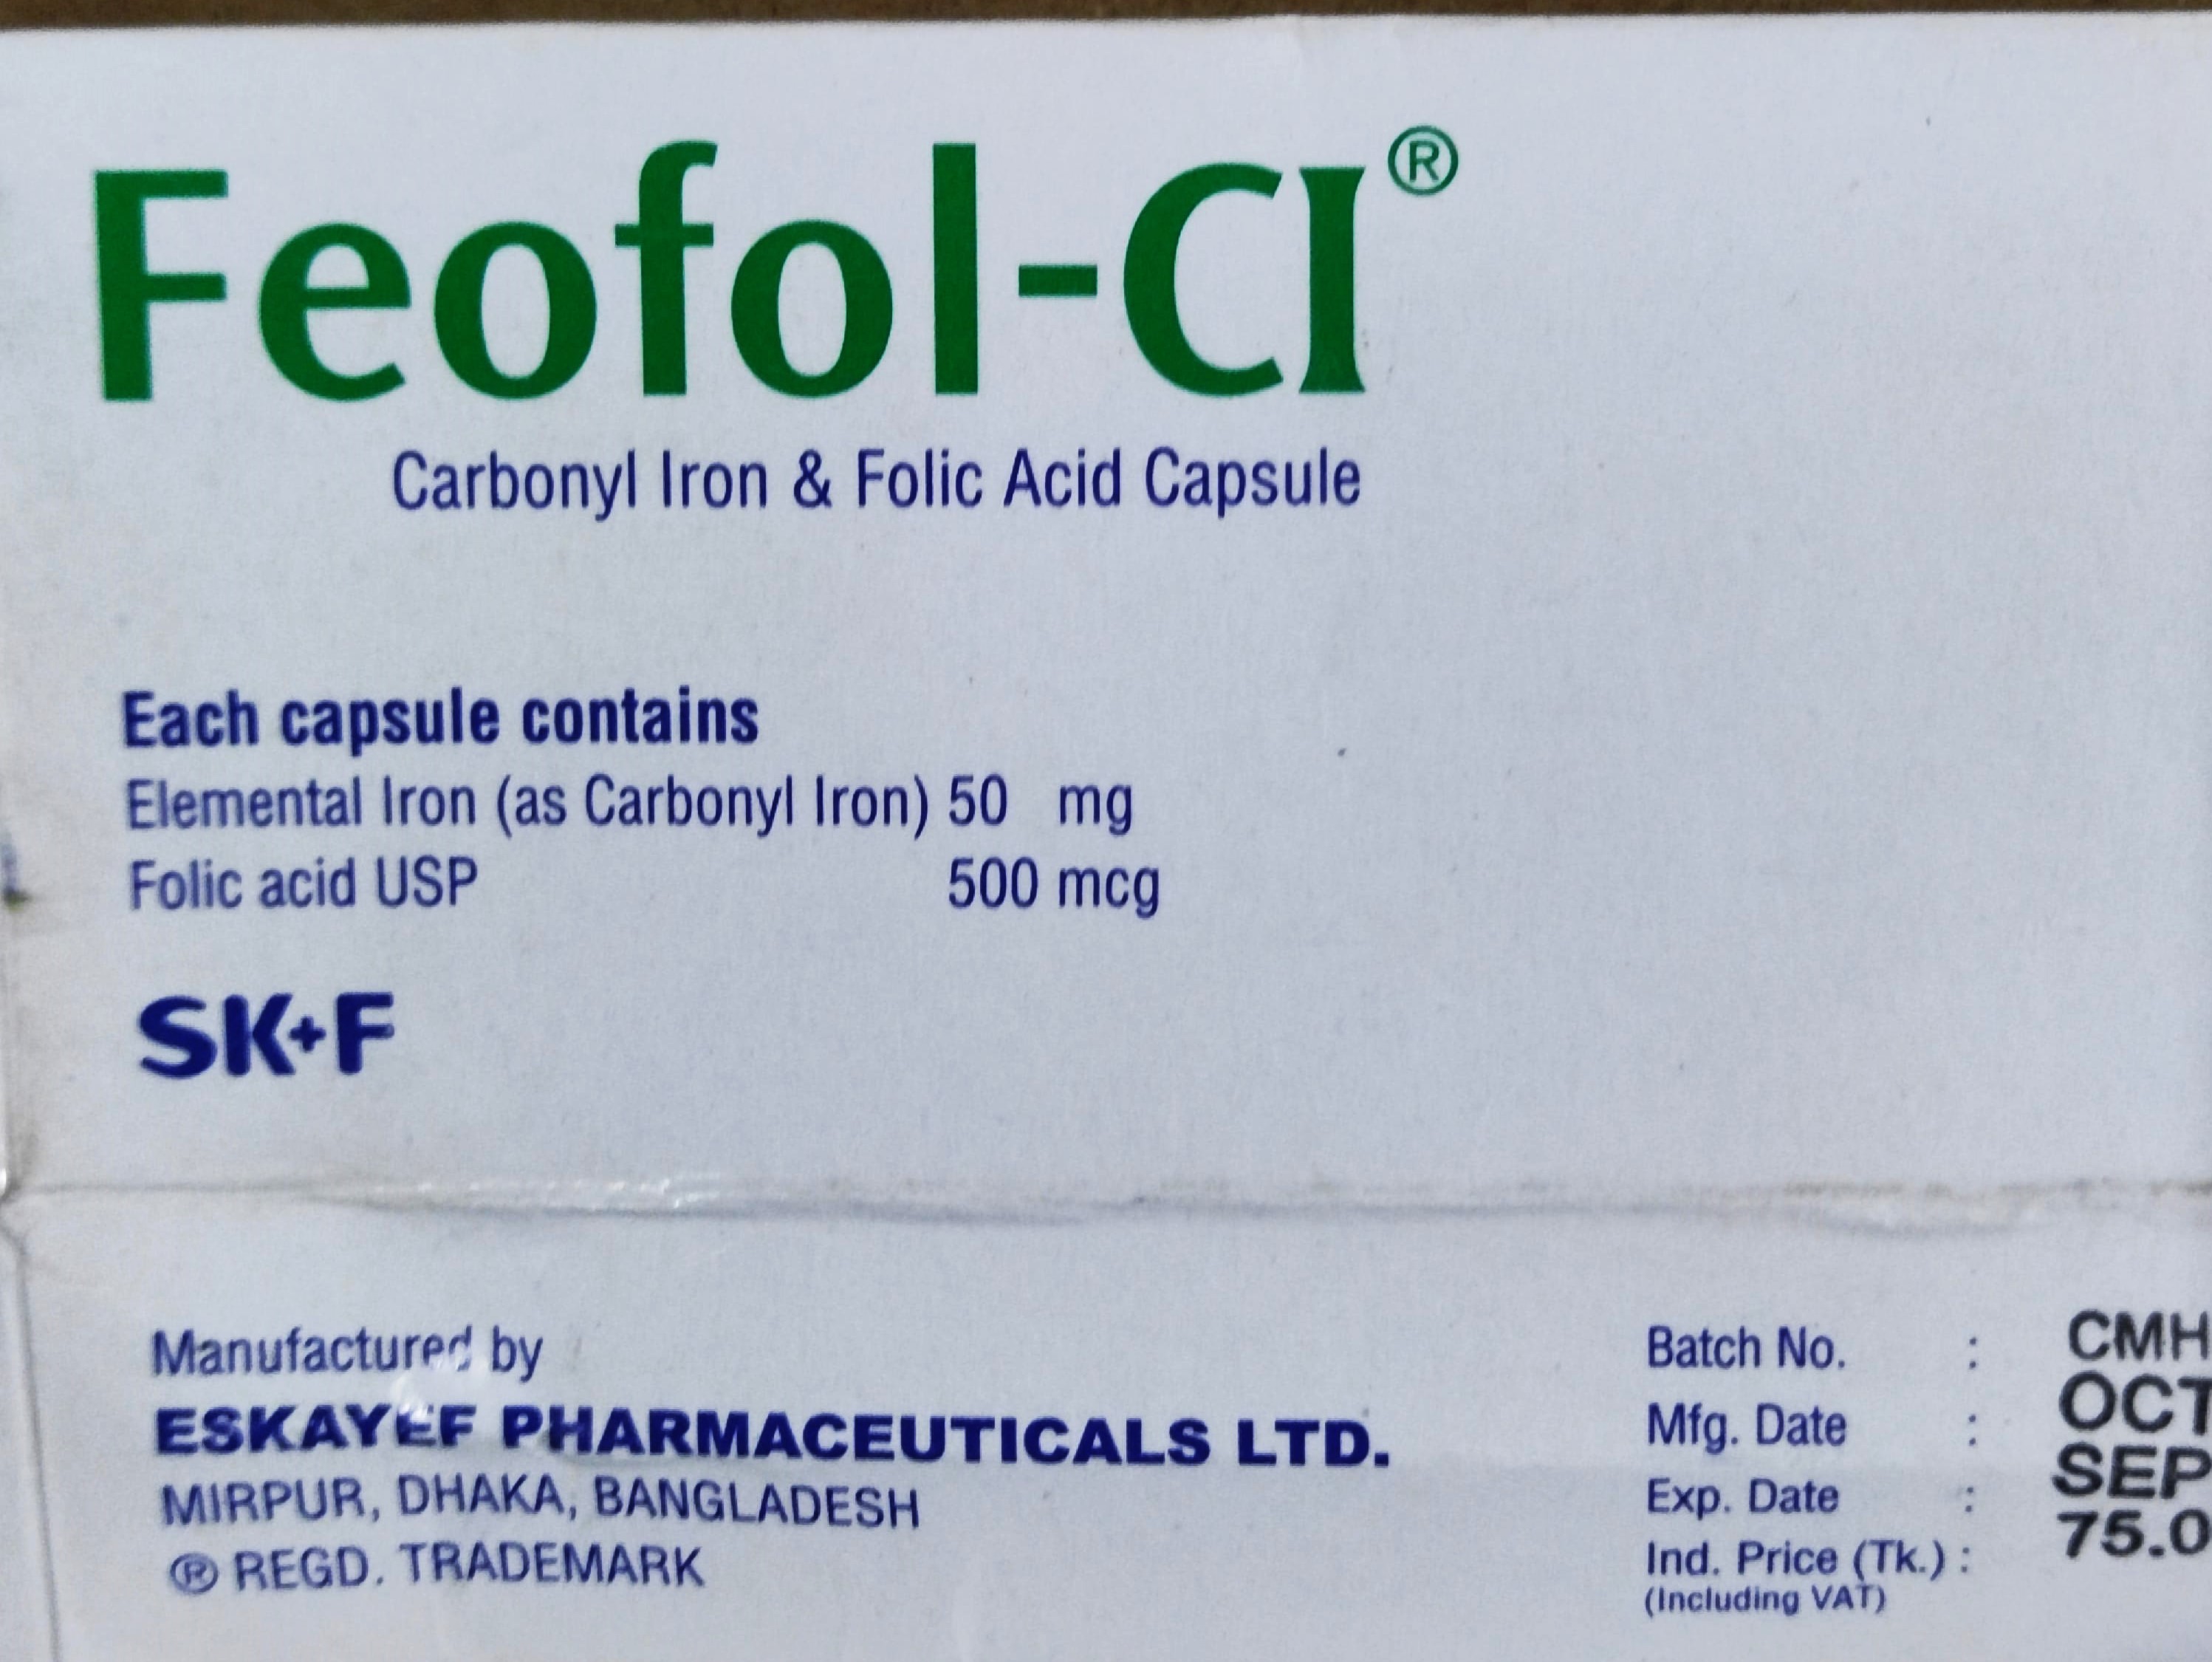 Feofol-CI®
Carbonyl Iron & Folic Acid Capsule
Each capsule contains
Elemental Iron (as Carbonyl Iron) 50 mg
Folic acid USP 500 mcg
SK+F
Manufactured by
ESKAYEF PHARMACEUTICALS LTD.
MIRPUR, DHAKA, BANGLADESH
® REGD. TRADEMARK
Batch No. : CMH
Mfg. Date : OCT
Exp. Date : SEP
Ind. Price (Tk.) : 75.0
(Including VAT)